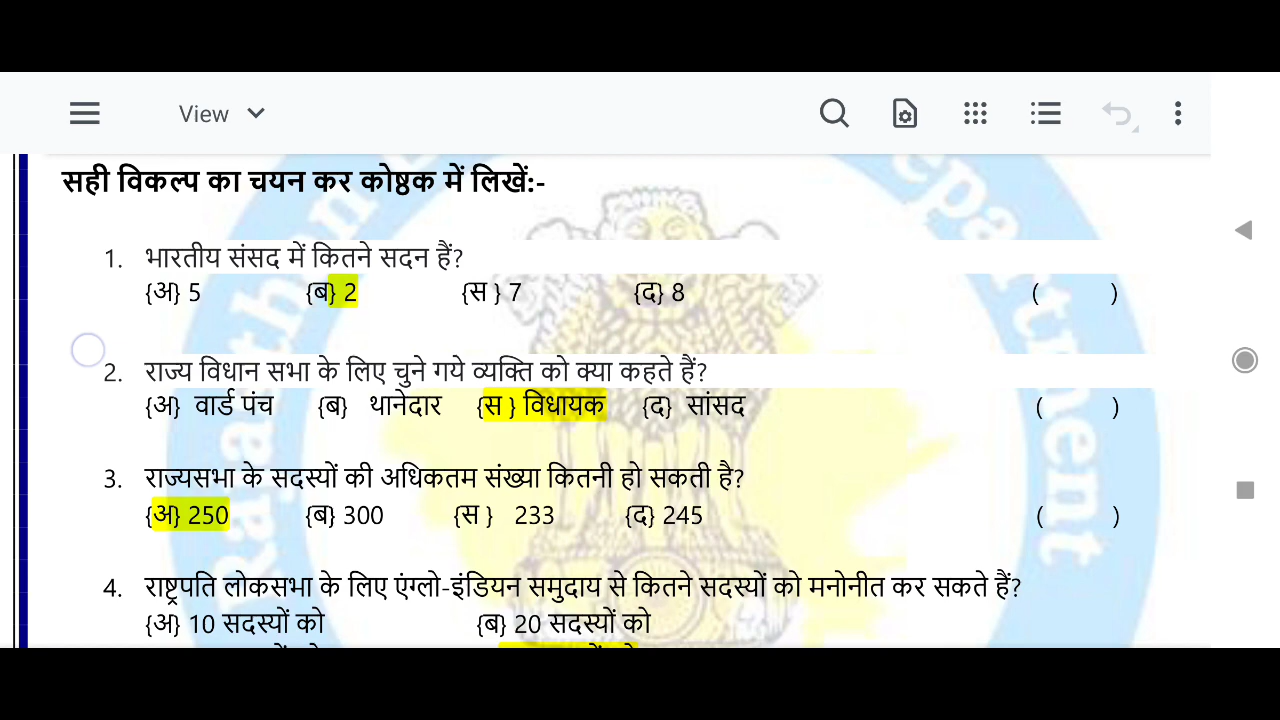 View
सही विकल्प का चयन कर कोष्ठक में लिखें:-
1. भारतीय संसद में कितने सदन हैं?
{अ} 5 {ब} 2 {स } 7 {द} 8 ( )
2. राज्य विधान सभा के लिए चुने गये व्यक्ति को क्या कहते हैं?
{अ} वार्ड पंच {ब} थानेदार {स } विधायक {द} सांसद ( )
3. राज्यसभा के सदस्यों की अधिकतम संख्या कितनी हो सकती है?
{अ} 250 {ब} 300 {स } 233 {द} 245 ( )
4. राष्ट्रपति लोकसभा के लिए एंग्लो-इंडियन समुदाय से कितने सदस्यों को मनोनीत कर सकते हैं?
{अ} 10 सदस्यों को {ब} 20 सदस्यों को